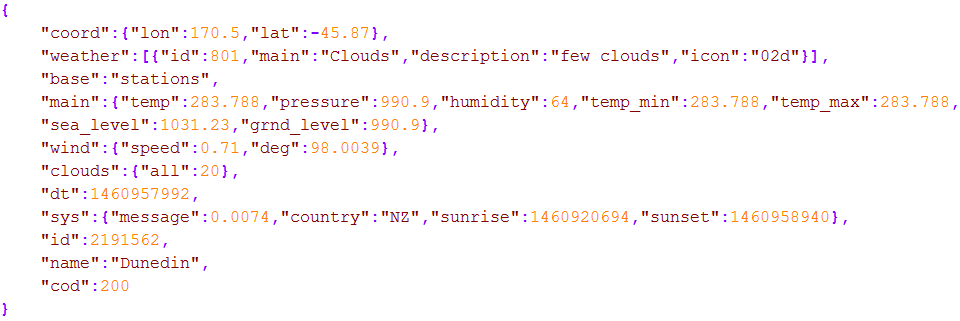 {
"coord":{"lon":170.5,"lat":-45.87},
"weather":[{"id":801,"main":"Clouds","description":"few clouds","icon":"02d"}],
"base":"stations",
"main":{"temp":283.788,"pressure":990.9,"humidity":64,"temp_min":283.788,"temp_max":283.788,
"sea_level":1031.23,"grnd_level":990.9},
"wind":{"speed":0.71,"deg":98.0039},
"clouds":{"all":20},
"dt":1460957992,
"sys":{"message":0.0074,"country":"NZ","sunrise":1460920694,"sunset":1460958940},
"id":2191562,
"name":"Dunedin",
"cod":200
}